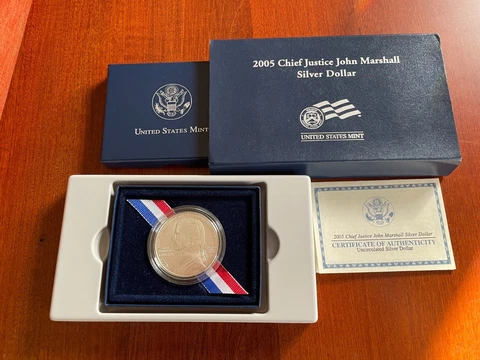 2005 Chief Justice John Marshall
Silver Dollar
UNITED STATES MINT
UNITED STATES MINT
2005 Chief Justice John Marshall Silver Dollar
CERTIFICATE OF AUTHENTICITY
Uncirculated Silver Dollar